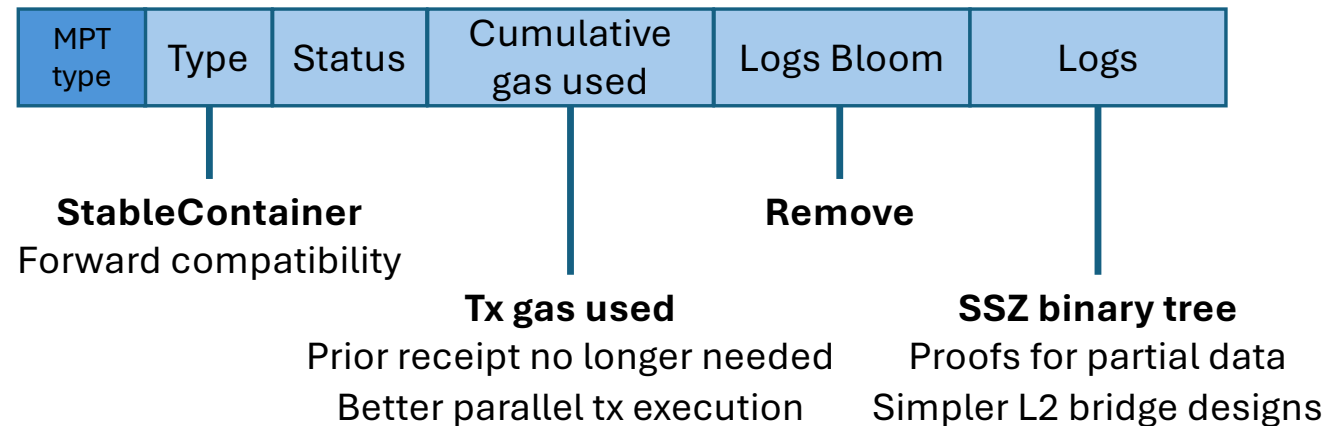 MPT
type
Type
Status
Cumulative
gas used
Logs Bloom
Logs
StableContainer
Forward compatibility
Remove
Tx gas used
Prior receipt no longer needed
Better parallel tx execution
SSZ binary tree
Proofs for partial data
Simpler L2 bridge designs